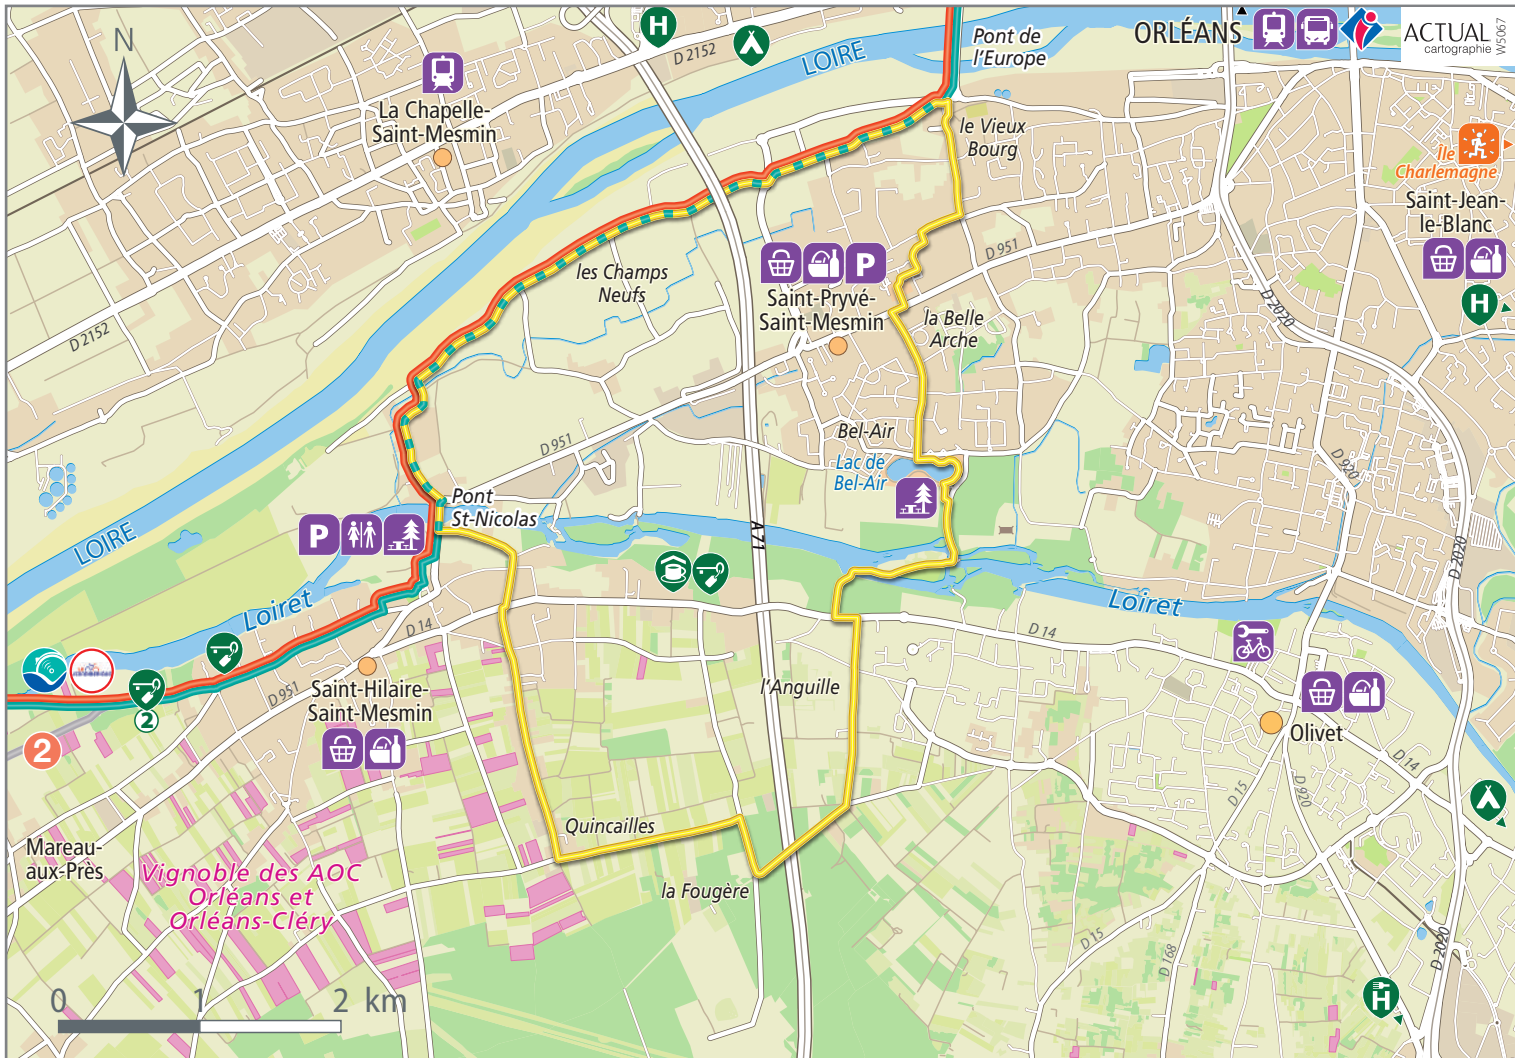 N
H
D 2152
LOIRE
Pont de
l'Europe
ORLÉANS
ACTUAL
cartographie
W5067
La Chapelle-
Saint-Mesmin
le Vieux
Bourg
Île
Charlemagne
Saint-Jean-
le-Blanc
H
D 951
les Champs
Neufs
P
Saint-Pryvé-
Saint-Mesmin
la Belle
Arche
D 2020
D 2152
D 951
Bel-Air
Lac de
Bel-Air
D 920
Pont
St-Nicolas
LOIRE
P
A 71
D 2020
Loiret
Loiret
D 14
D 14
D 951
2
2
Saint-Hilaire-
Saint-Mesmin
l'Anguille
Olivet
D 14
D 15
D 920
Quincailles
Mareau-
aux-Près
Vignoble des AOC
Orléans et
Orléans-Cléry
la Fougère
D 15
D 168
D 2020
H
0 1 2 km